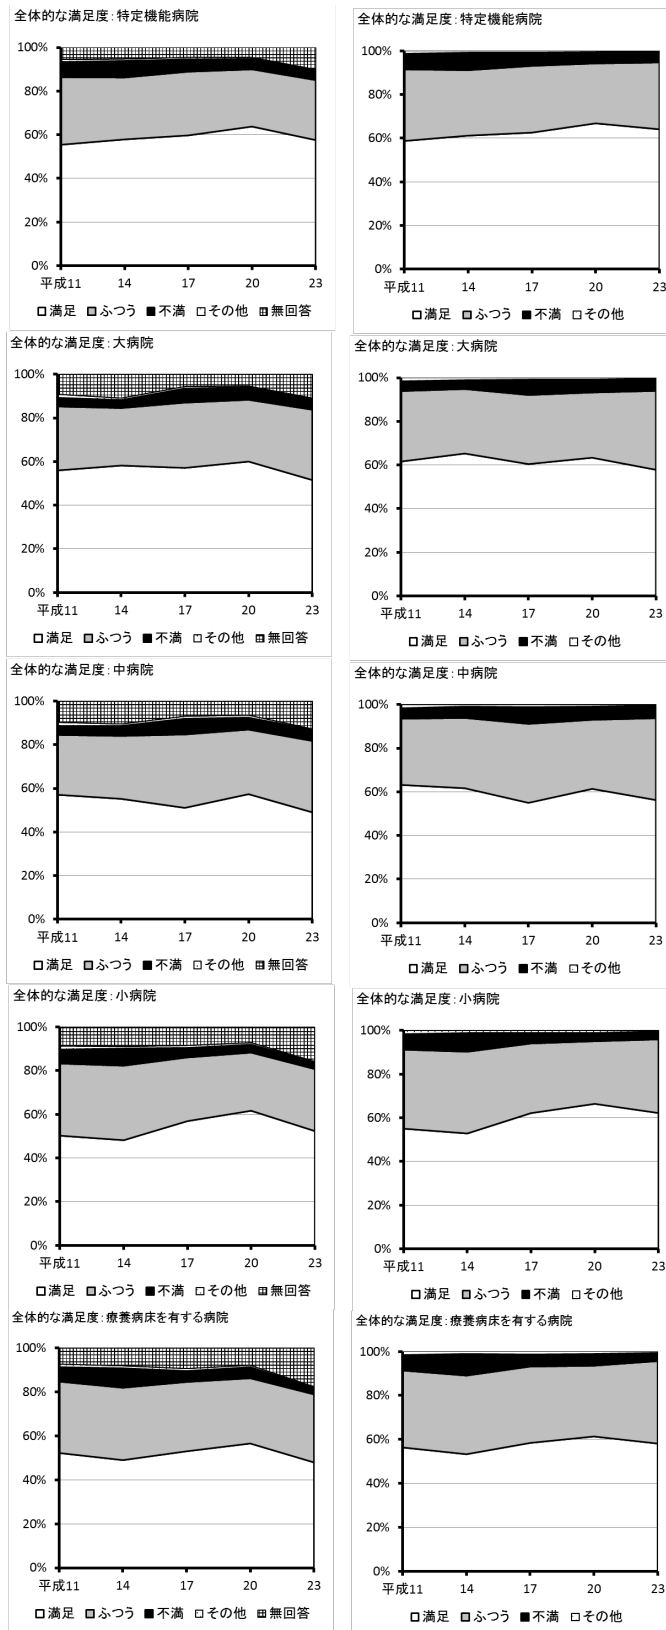 全体的な満足度：特定機能病院
100%
80%
60%
40%
20%
0%
平成11 14 17 20 23
□満足 ■ふつう ■不満 □その他 ▦無回答
全体的な満足度：特定機能病院
100%
80%
60%
40%
20%
0%
平成11 14 17 20 23
□満足 ■ふつう ■不満 □その他
全体的な満足度：大病院
100%
80%
60%
40%
20%
0%
平成11 14 17 20 23
□満足 ■ふつう ■不満 □その他 ▦無回答
全体的な満足度：大病院
100%
80%
60%
40%
20%
0%
平成11 14 17 20 23
□満足 ■ふつう ■不満 □その他
全体的な満足度：中病院
100%
80%
60%
40%
20%
0%
平成11 14 17 20 23
□満足 ■ふつう ■不満 □その他 ▦無回答
全体的な満足度：中病院
100%
80%
60%
40%
20%
0%
平成11 14 17 20 23
□満足 ■ふつう ■不満 □その他
全体的な満足度：小病院
100%
80%
60%
40%
20%
0%
平成11 14 17 20 23
□満足 ■ふつう ■不満 □その他 ▦無回答
全体的な満足度：小病院
100%
80%
60%
40%
20%
0%
平成11 14 17 20 23
□満足 ■ふつう ■不満 □その他
全体的な満足度：療養病床を有する病院
100%
80%
60%
40%
20%
0%
平成11 14 17 20 23
□満足 ■ふつう ■不満 □その他 ▦無回答
全体的な満足度：療養病床を有する病院
100%
80%
60%
40%
20%
0%
平成11 14 17 20 23
□満足 ■ふつう ■不満 □その他